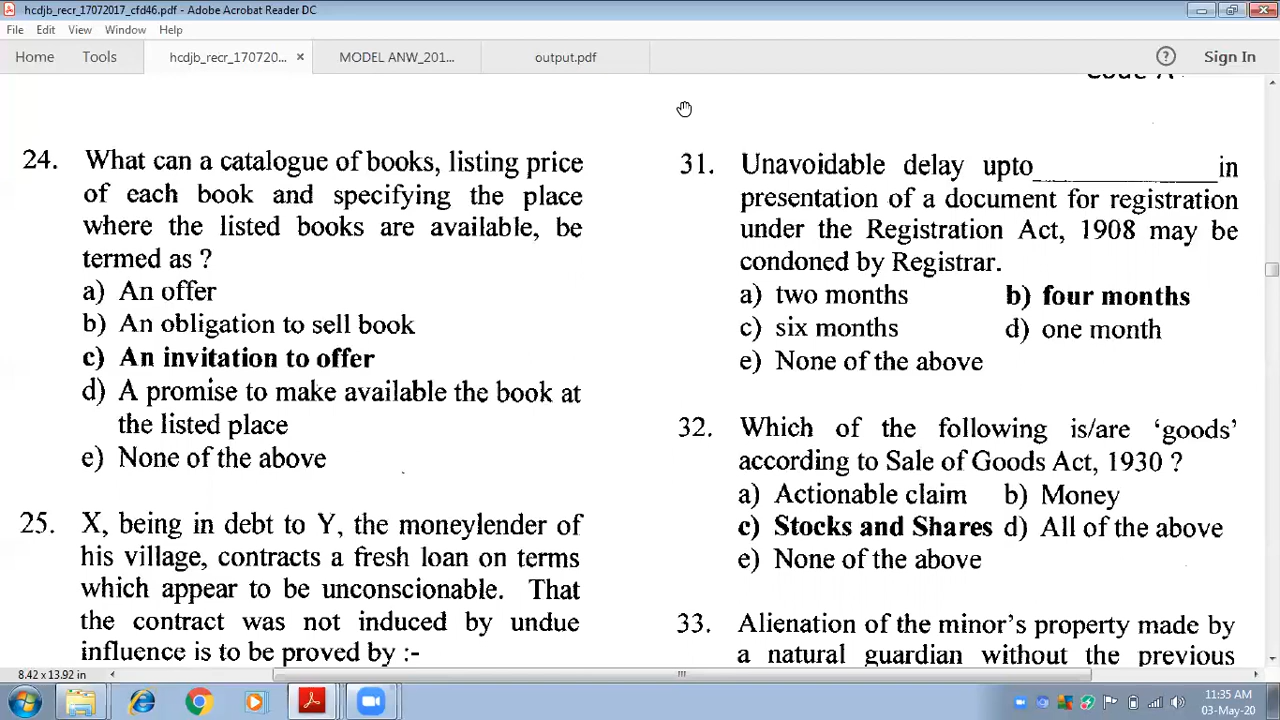 hcdjb_recr_17072017_cfd46.pdf - Adobe Acrobat Reader DC
File Edit View Window Help
Home Tools hcdjb_recr_170720... × MODEL ANW_201... output.pdf ? Sign In
24. What can a catalogue of books, listing price
of each book and specifying the place
where the listed books are available, be
termed as ?
a) An offer
b) An obligation to sell book
c) An invitation to offer
d) A promise to make available the book at
the listed place
e) None of the above
25. X, being in debt to Y, the moneylender of
his village, contracts a fresh loan on terms
which appear to be unconscionable. That
the contract was not induced by undue
influence is to be proved by :-
31. Unavoidable delay upto______________in
presentation of a document for registration
under the Registration Act, 1908 may be
condoned by Registrar.
a) two months b) four months
c) six months d) one month
e) None of the above
32. Which of the following is/are ‘goods’
according to Sale of Goods Act, 1930 ?
a) Actionable claim b) Money
c) Stocks and Shares d) All of the above
e) None of the above
33. Alienation of the minor’s property made by
a natural guardian without the previous
8.42 x 13.92 in
11:35 AM
03-May-20